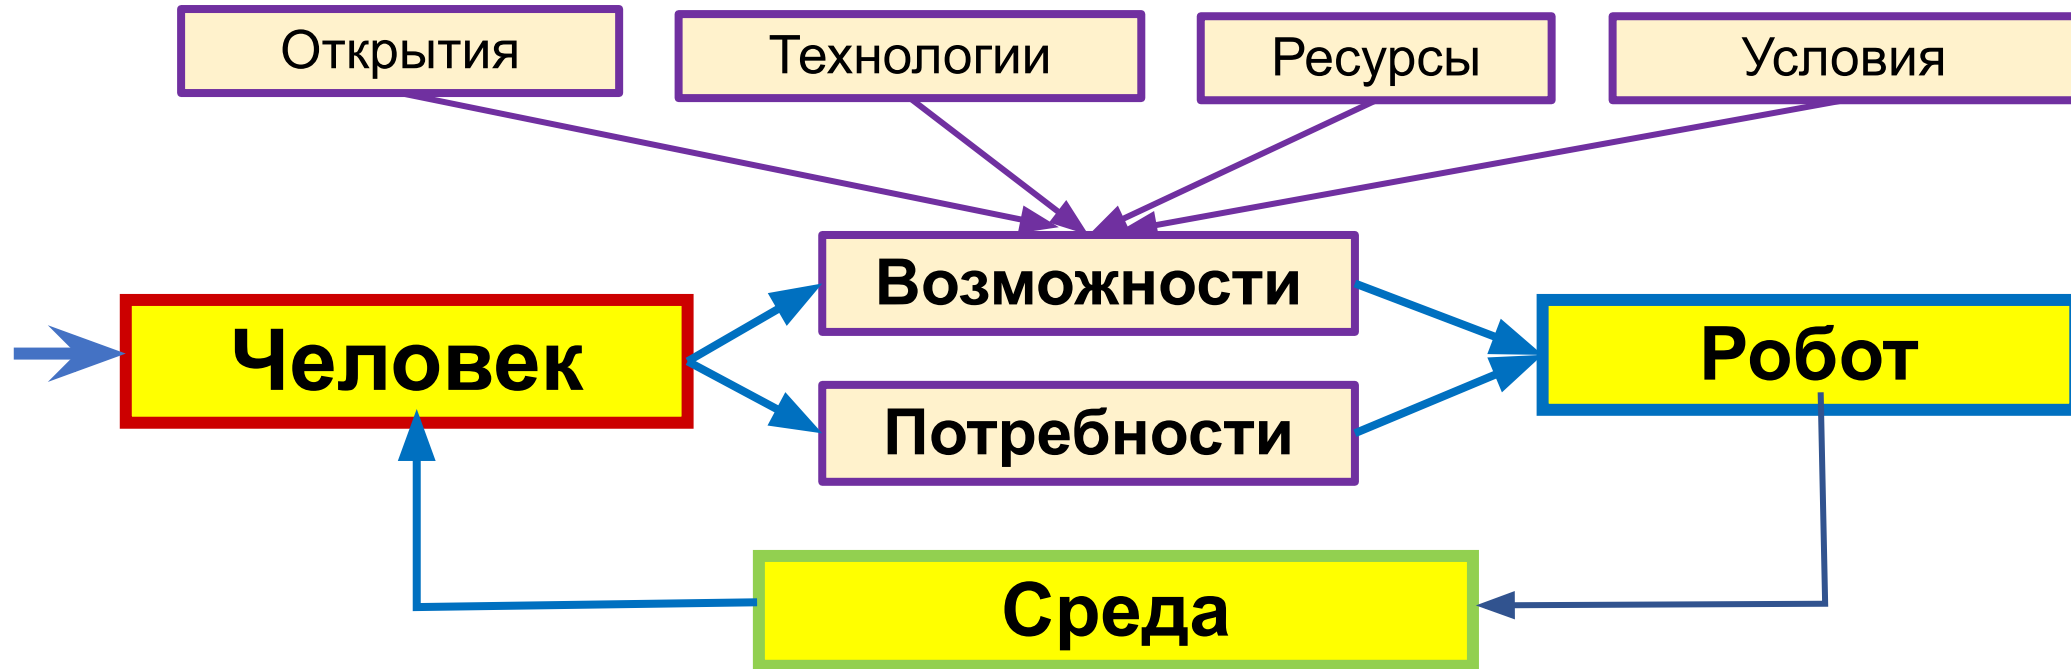 Открытия
Технологии
Ресурсы
Условия
Возможности
Человек
Робот
Потребности
Среда